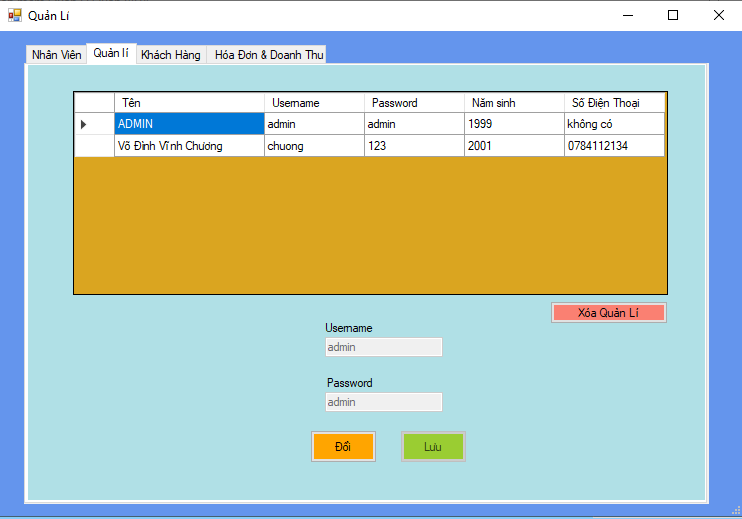 Quản Lí
Nhân Viên Quản lí Khách Hàng Hóa Đơn & Doanh Thu
Tên Username Password Năm sinh Số Điện Thoại
ADMIN admin admin 1999 không có
Võ Đình Vĩnh Chương chuong 123 2001 0784112134
Xóa Quản Lí
Username
admin
Password
admin
Đổi Lưu